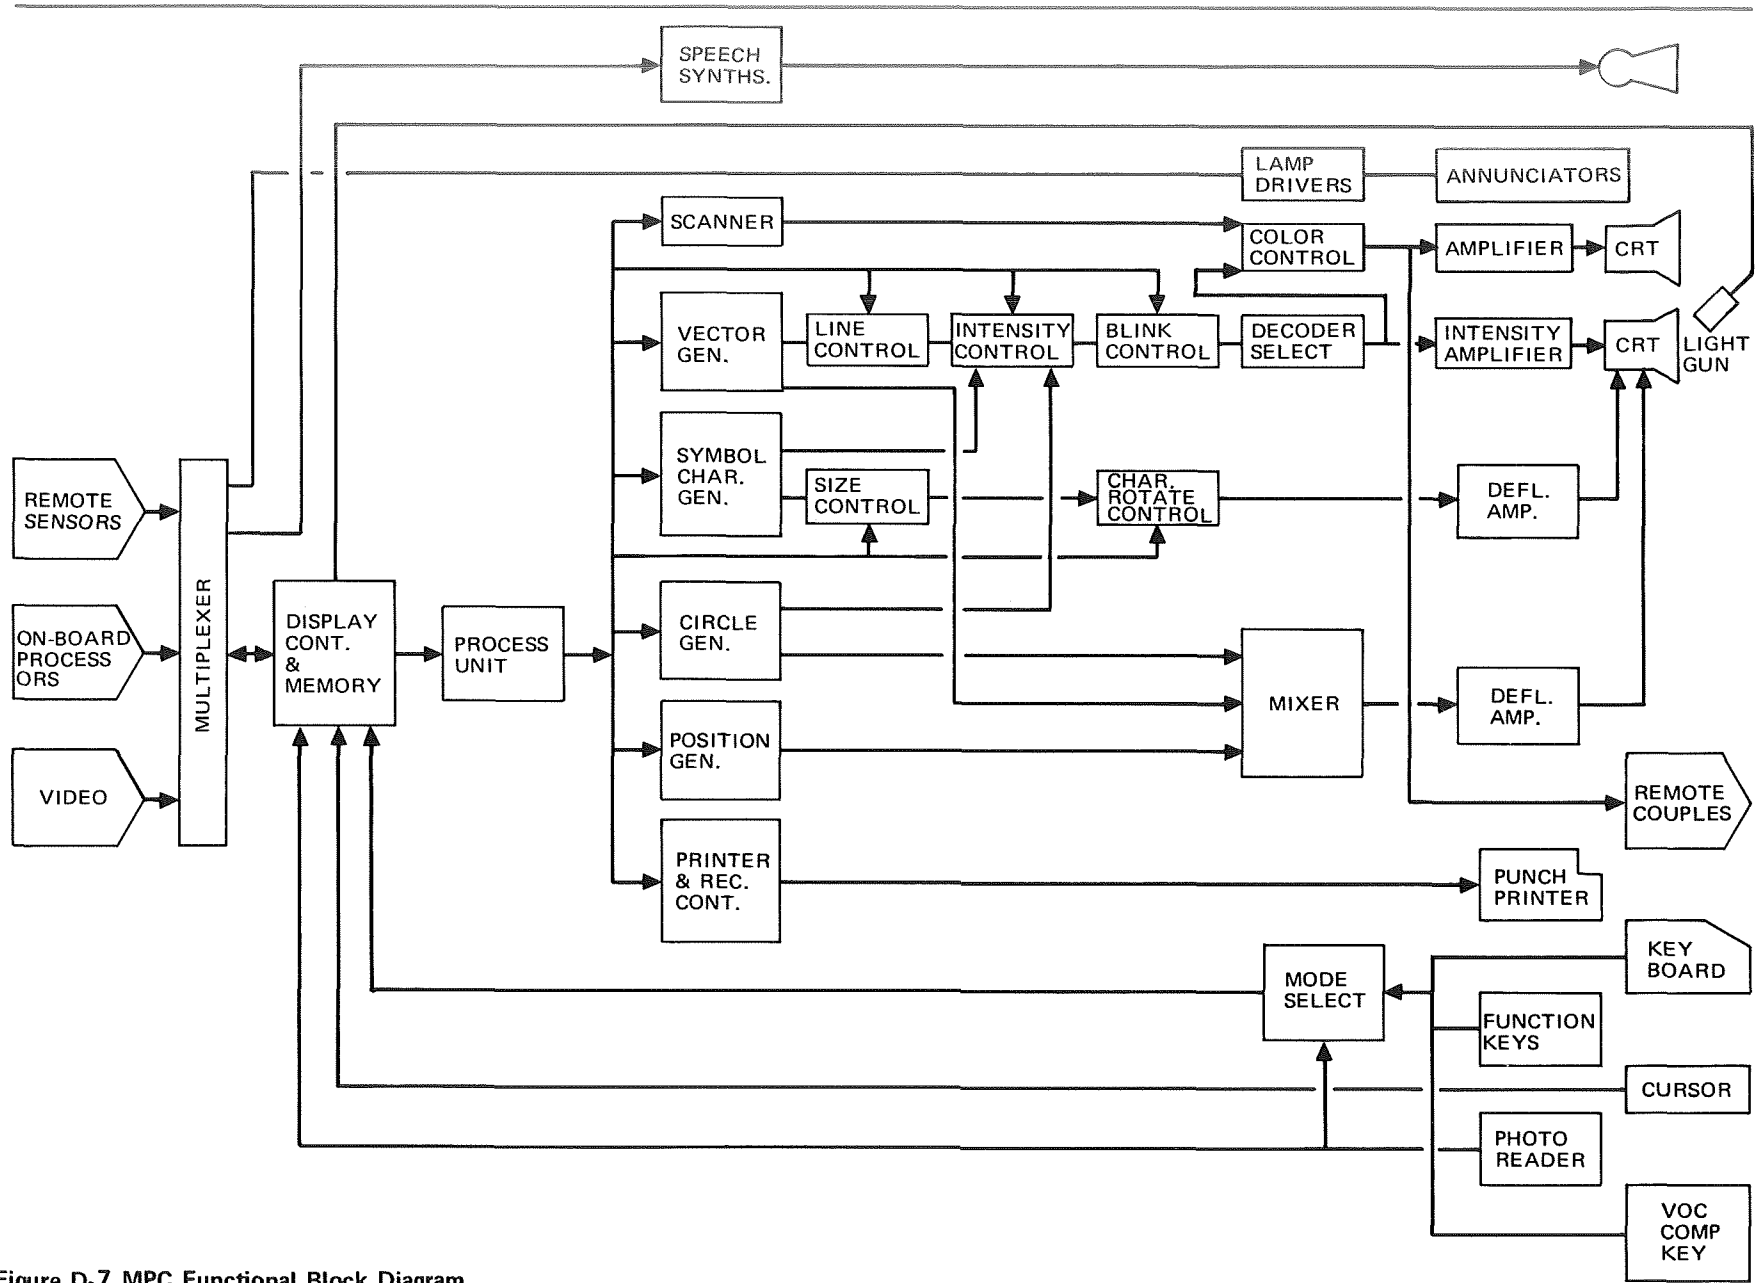 SPEECH
SYNTHS.
LAMP
DRIVERS
ANNUNCIATORS
SCANNER
COLOR
CONTROL
AMPLIFIER
CRT
VECTOR
GEN.
LINE
CONTROL
INTENSITY
CONTROL
BLINK
CONTROL
DECODER
SELECT
INTENSITY
AMPLIFIER
CRT
LIGHT
GUN
REMOTE
SENSORS
SYMBOL
CHAR.
GEN.
SIZE
CONTROL
CHAR.
ROTATE
CONTROL
DEFL.
AMP.
ON-BOARD
PROCESS
ORS
MULTIPLEXER
DISPLAY
CONT.
&
MEMORY
PROCESS
UNIT
CIRCLE
GEN.
MIXER
DEFL.
AMP.
POSITION
GEN.
VIDEO
REMOTE
COUPLES
PRINTER
& REC.
CONT.
PUNCH
PRINTER
KEY
BOARD
MODE
SELECT
FUNCTION
KEYS
CURSOR
PHOTO
READER
VOC
COMP
KEY
Figure D-7 MPC Functional Block Diagram